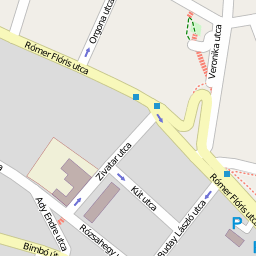 Orgona utca
Veronika utca
Rómer Flóris utca
Zivatar utca
Rómer Flóris utca
Kút utca
Ady Endre utca
Rózsahegy
Buday László utca
P
Bimbó út